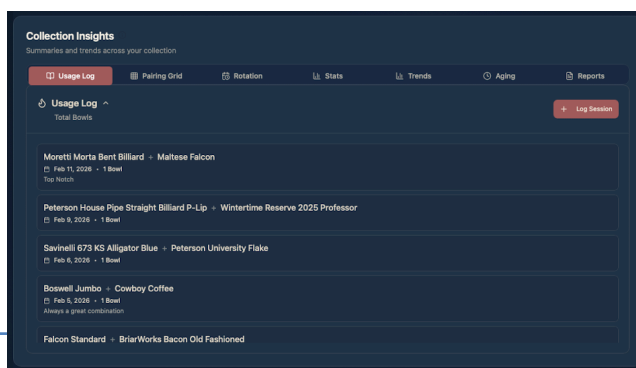 Collection Insights
Summaries and trends across your collection
Usage Log Pairing Grid Rotation Stats Trends Aging Reports
Usage Log
Total Bowls
+ Log Session
Moretti Morta Bent Billiard + Maltese Falcon
Feb 11, 2026 • 1 Bowl
Top Notch
Peterson House Pipe Straight Billiard P-Lip + Wintertime Reserve 2025 Professor
Feb 9, 2026 • 1 Bowl
Savinelli 673 KS Alligator Blue + Peterson University Flake
Feb 6, 2026 • 1 Bowl
Boswell Jumbo + Cowboy Coffee
Feb 5, 2026 • 1 Bowl
Always a great combination
Falcon Standard + BriarWorks Bacon Old Fashioned